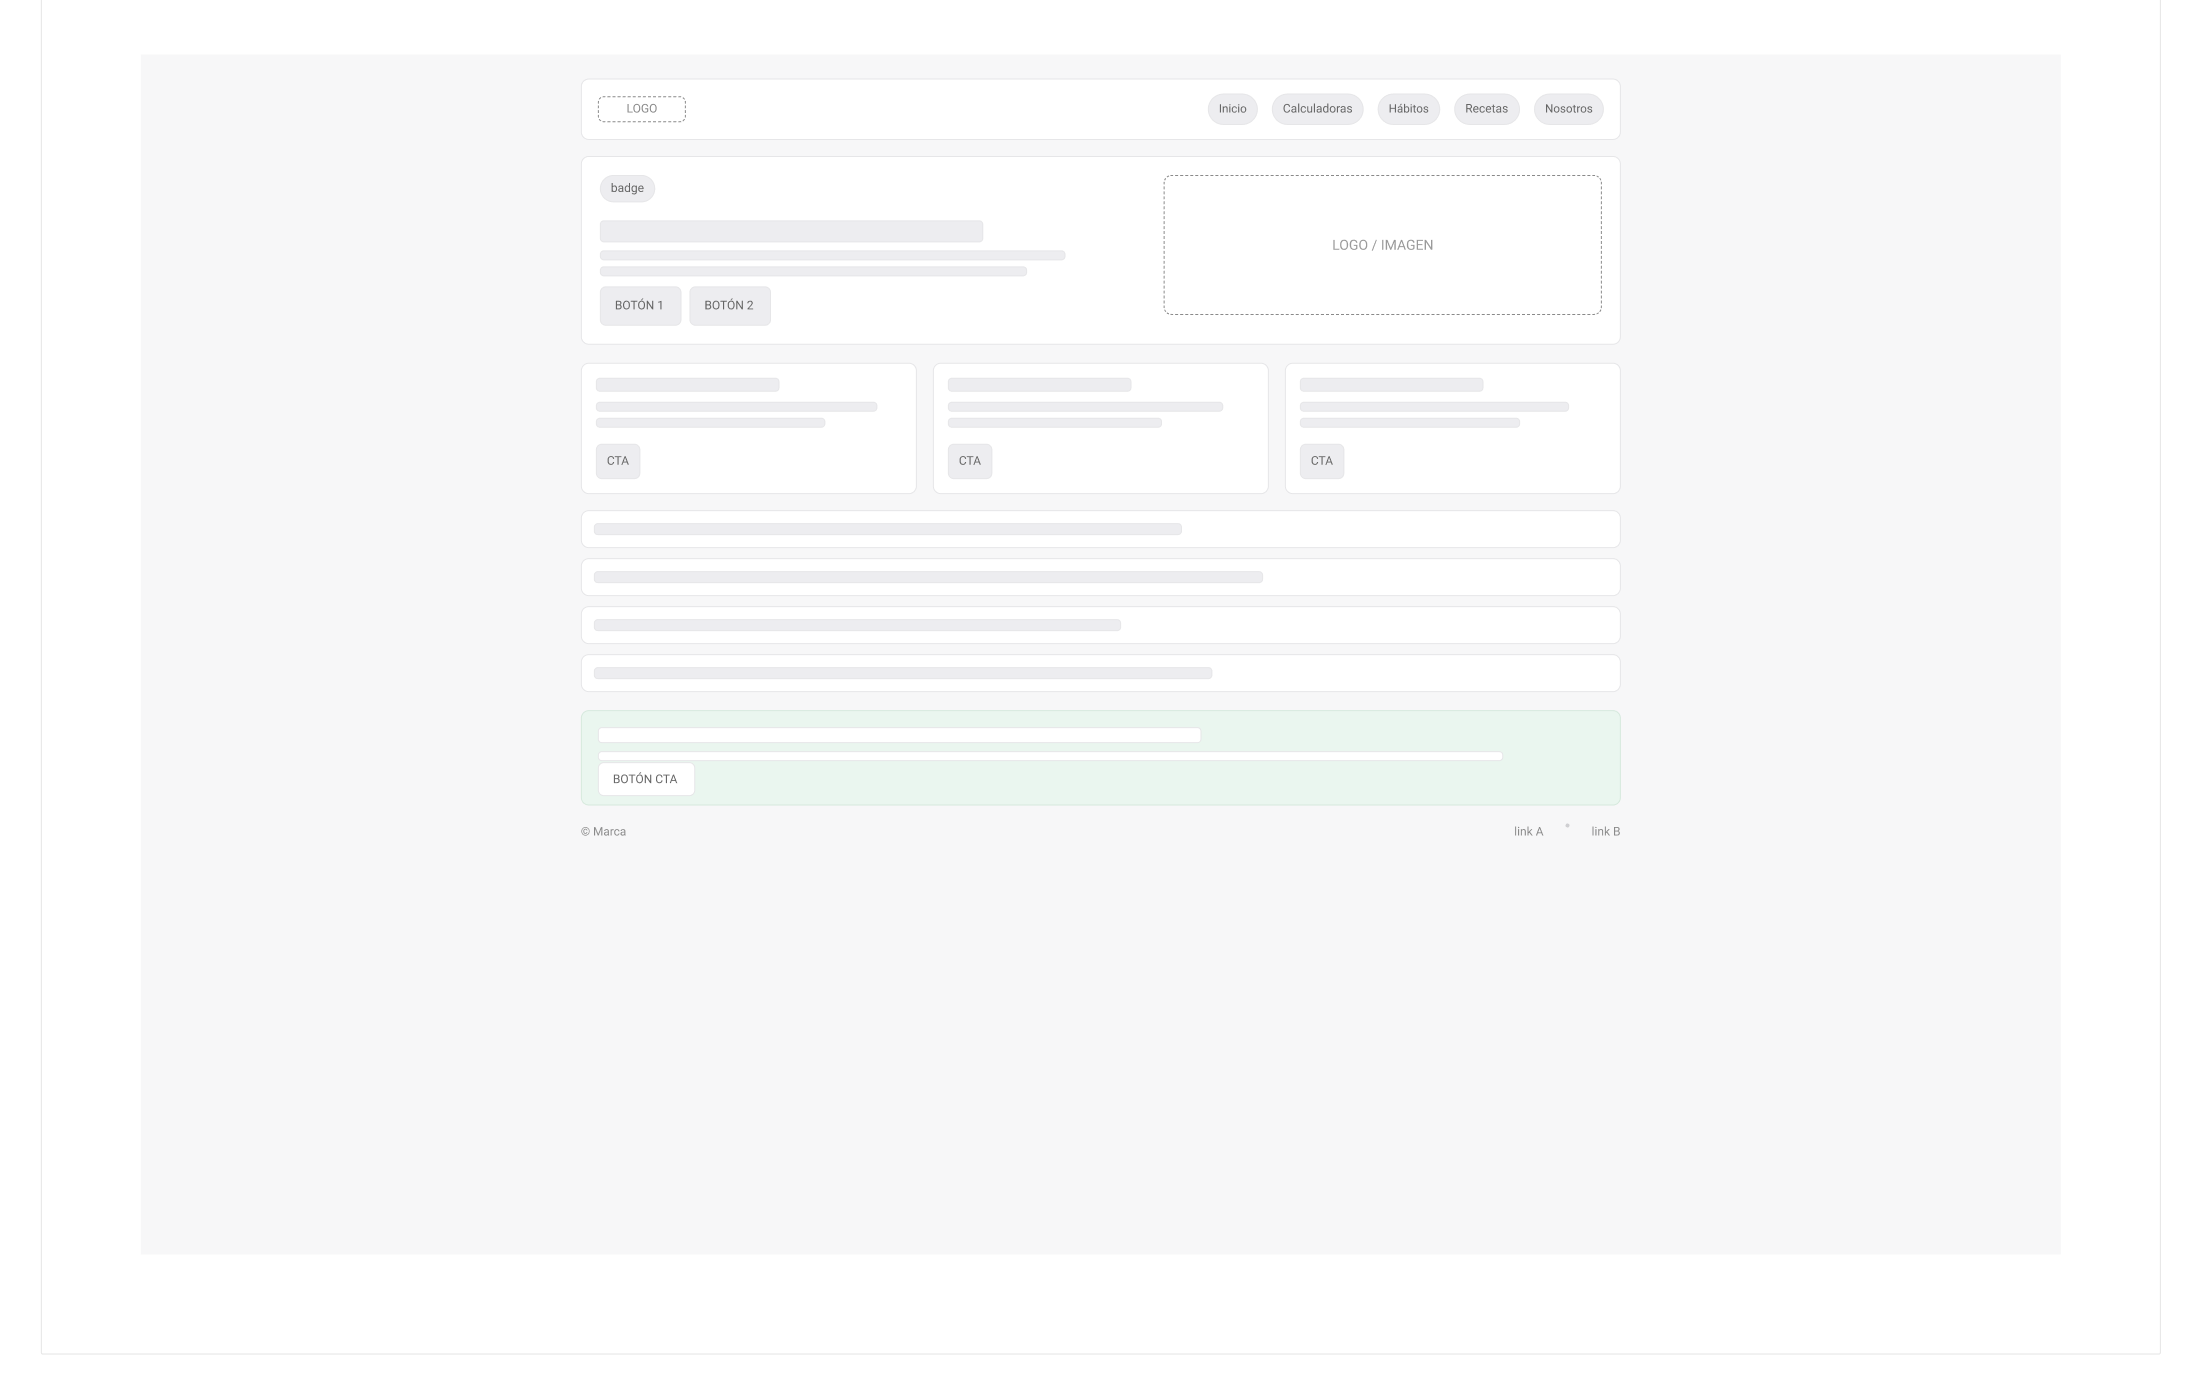 LOGO
Inicio
Calculadoras
Hábitos
Recetas
Nosotros
badge
LOGO / IMAGEN
BOTÓN 1
BOTÓN 2
CTA
CTA
CTA
BOTÓN CTA
© Marca
link A
link B